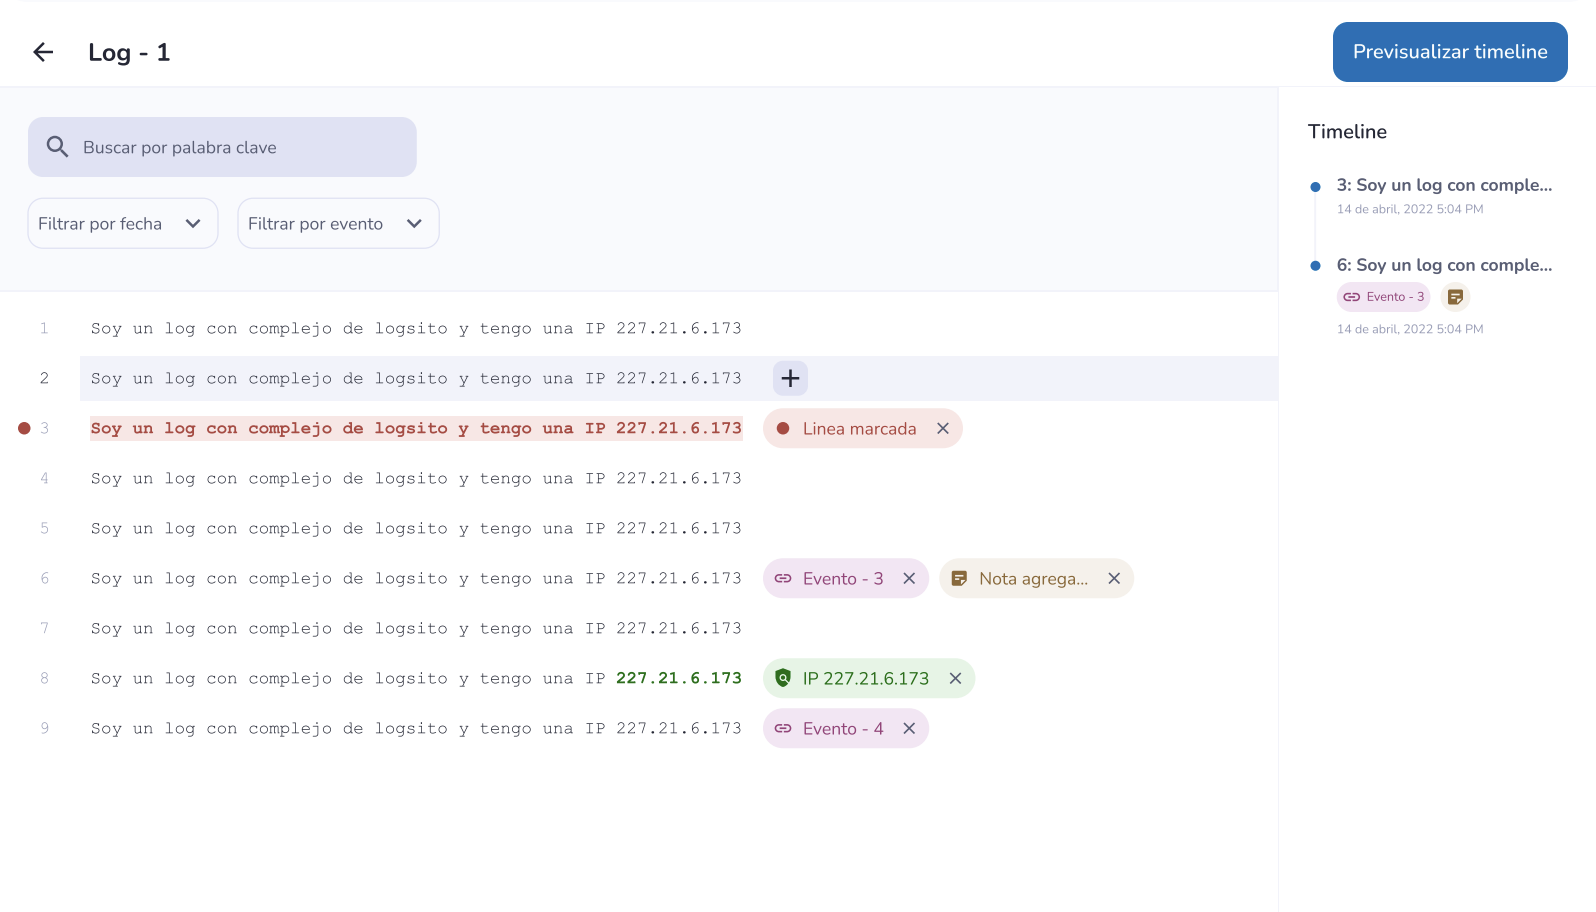 Log - 1
Previsualizar timeline
Buscar por palabra clave
Filtrar por fecha
Filtrar por evento
1 Soy un log con complejo de logsito y tengo una IP 227.21.6.173
2 Soy un log con complejo de logsito y tengo una IP 227.21.6.173
3 Soy un log con complejo de logsito y tengo una IP 227.21.6.173 Linea marcada
4 Soy un log con complejo de logsito y tengo una IP 227.21.6.173
5 Soy un log con complejo de logsito y tengo una IP 227.21.6.173
6 Soy un log con complejo de logsito y tengo una IP 227.21.6.173 Evento - 3 Nota agrega...
7 Soy un log con complejo de logsito y tengo una IP 227.21.6.173
8 Soy un log con complejo de logsito y tengo una IP 227.21.6.173 IP 227.21.6.173
9 Soy un log con complejo de logsito y tengo una IP 227.21.6.173 Evento - 4
Timeline
3: Soy un log con comple...
14 de abril, 2022 5:04 PM
6: Soy un log con comple...
Evento - 3
14 de abril, 2022 5:04 PM